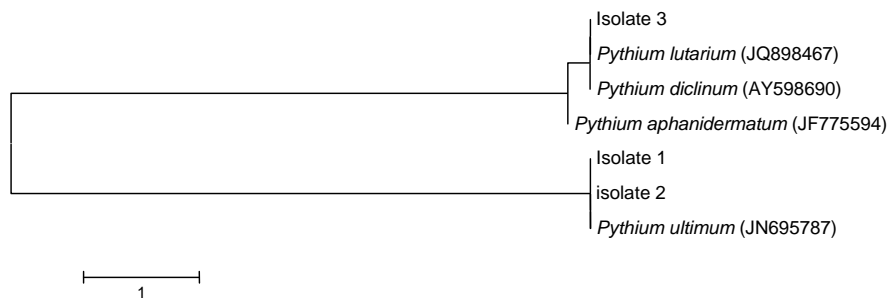 Isolate 3
Pythium lutarium (JQ898467)
Pythium diclinum (AY598690)
Pythium aphanidermatum (JF775594)
Isolate 1
isolate 2
Pythium ultimum (JN695787)
1